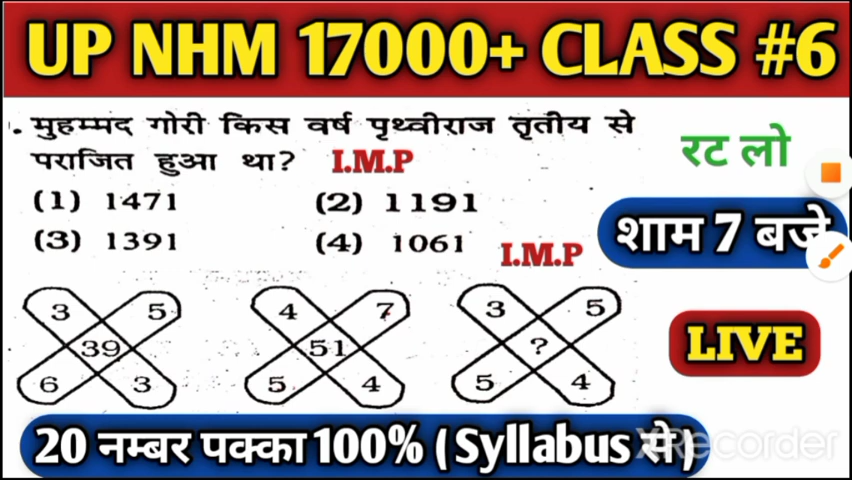 UP NHM 17000+ CLASS #6
. मुहम्मद गोरी किस वर्ष पृथ्वीराज तृतीय से
पराजित हुआ था? I.M.P
रट लो
(1) 1471 (2) 1191
(3) 1391 (4) 1061
I.M.P
शाम 7 बजे
3 5 4 7 3 5
39 51 ?
6 3 5 4 5 4
LIVE
20 नम्बर पक्का 100% (Syllabus से)
XRecorder